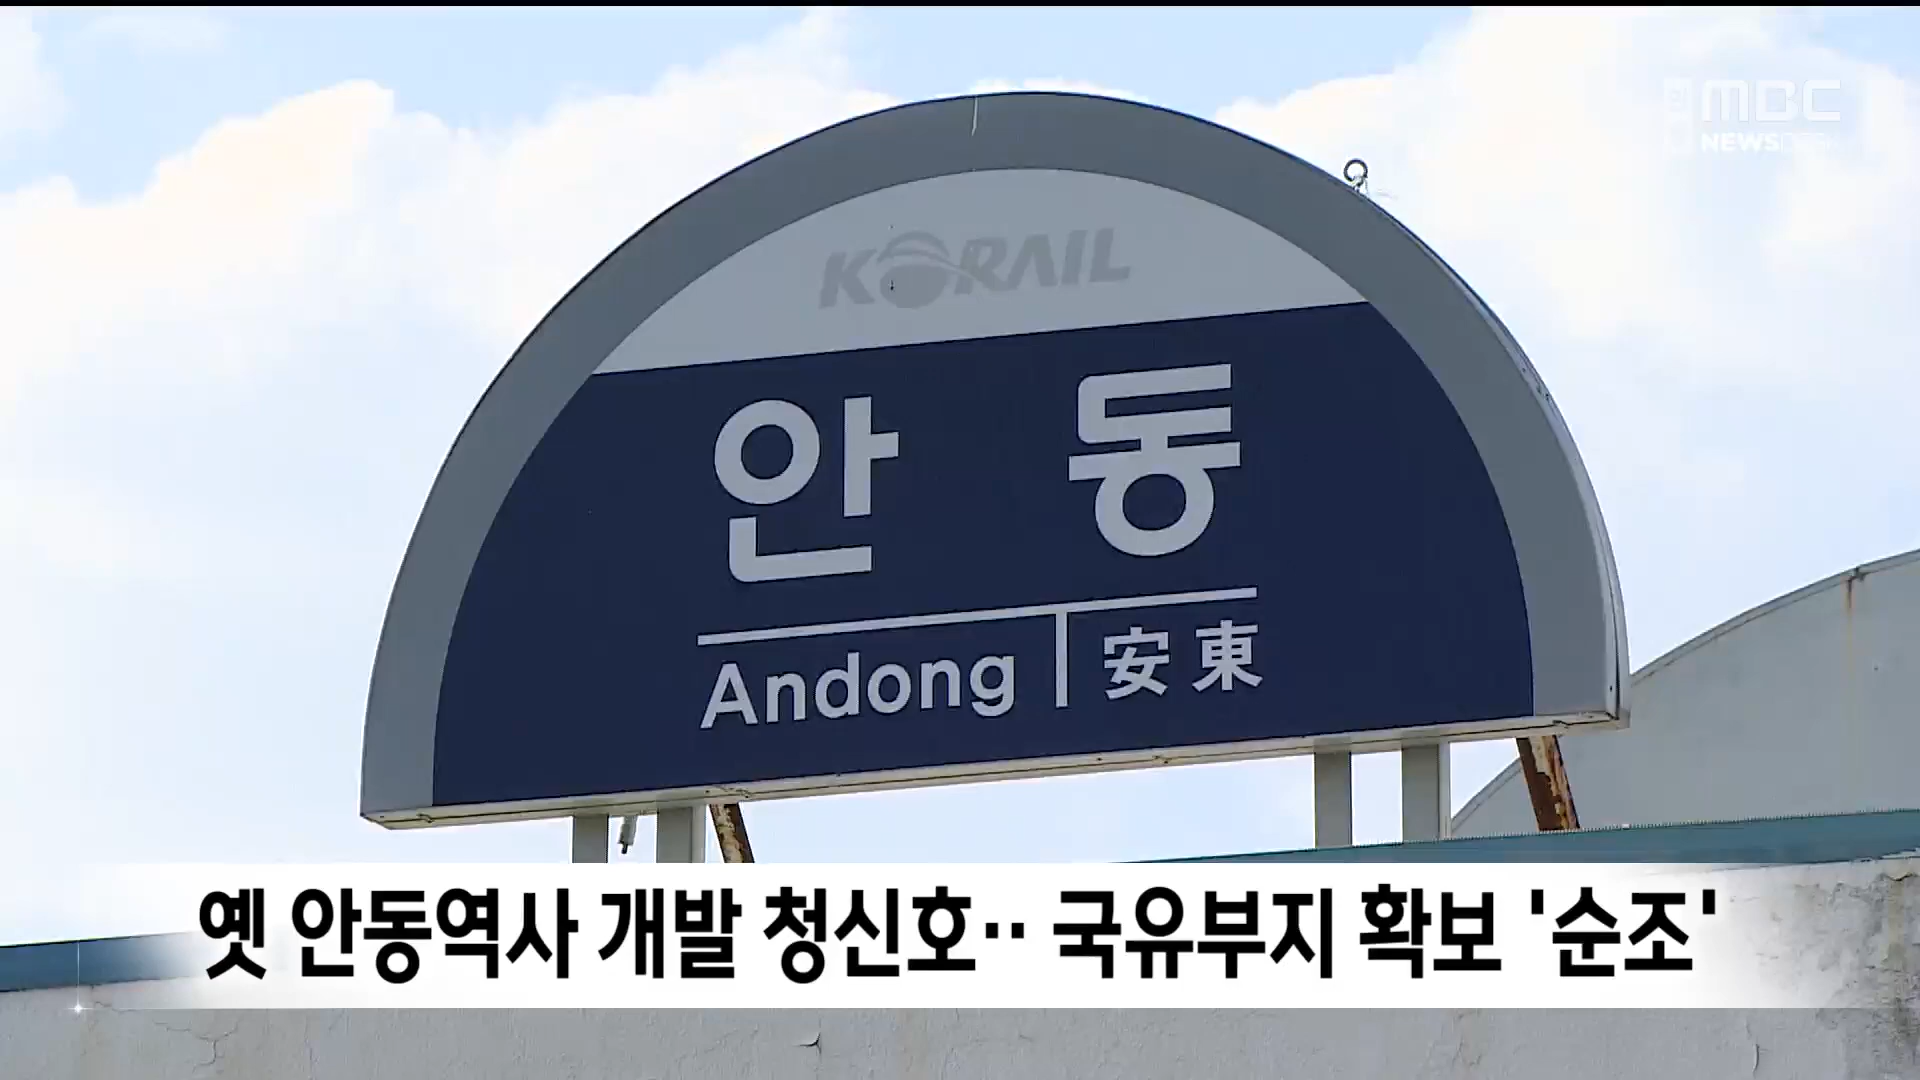 MBC
NEWSDESK
KORAIL
안동
Andong 安東
옛 안동역사 개발 청신호‥ 국유부지 확보 '순조'